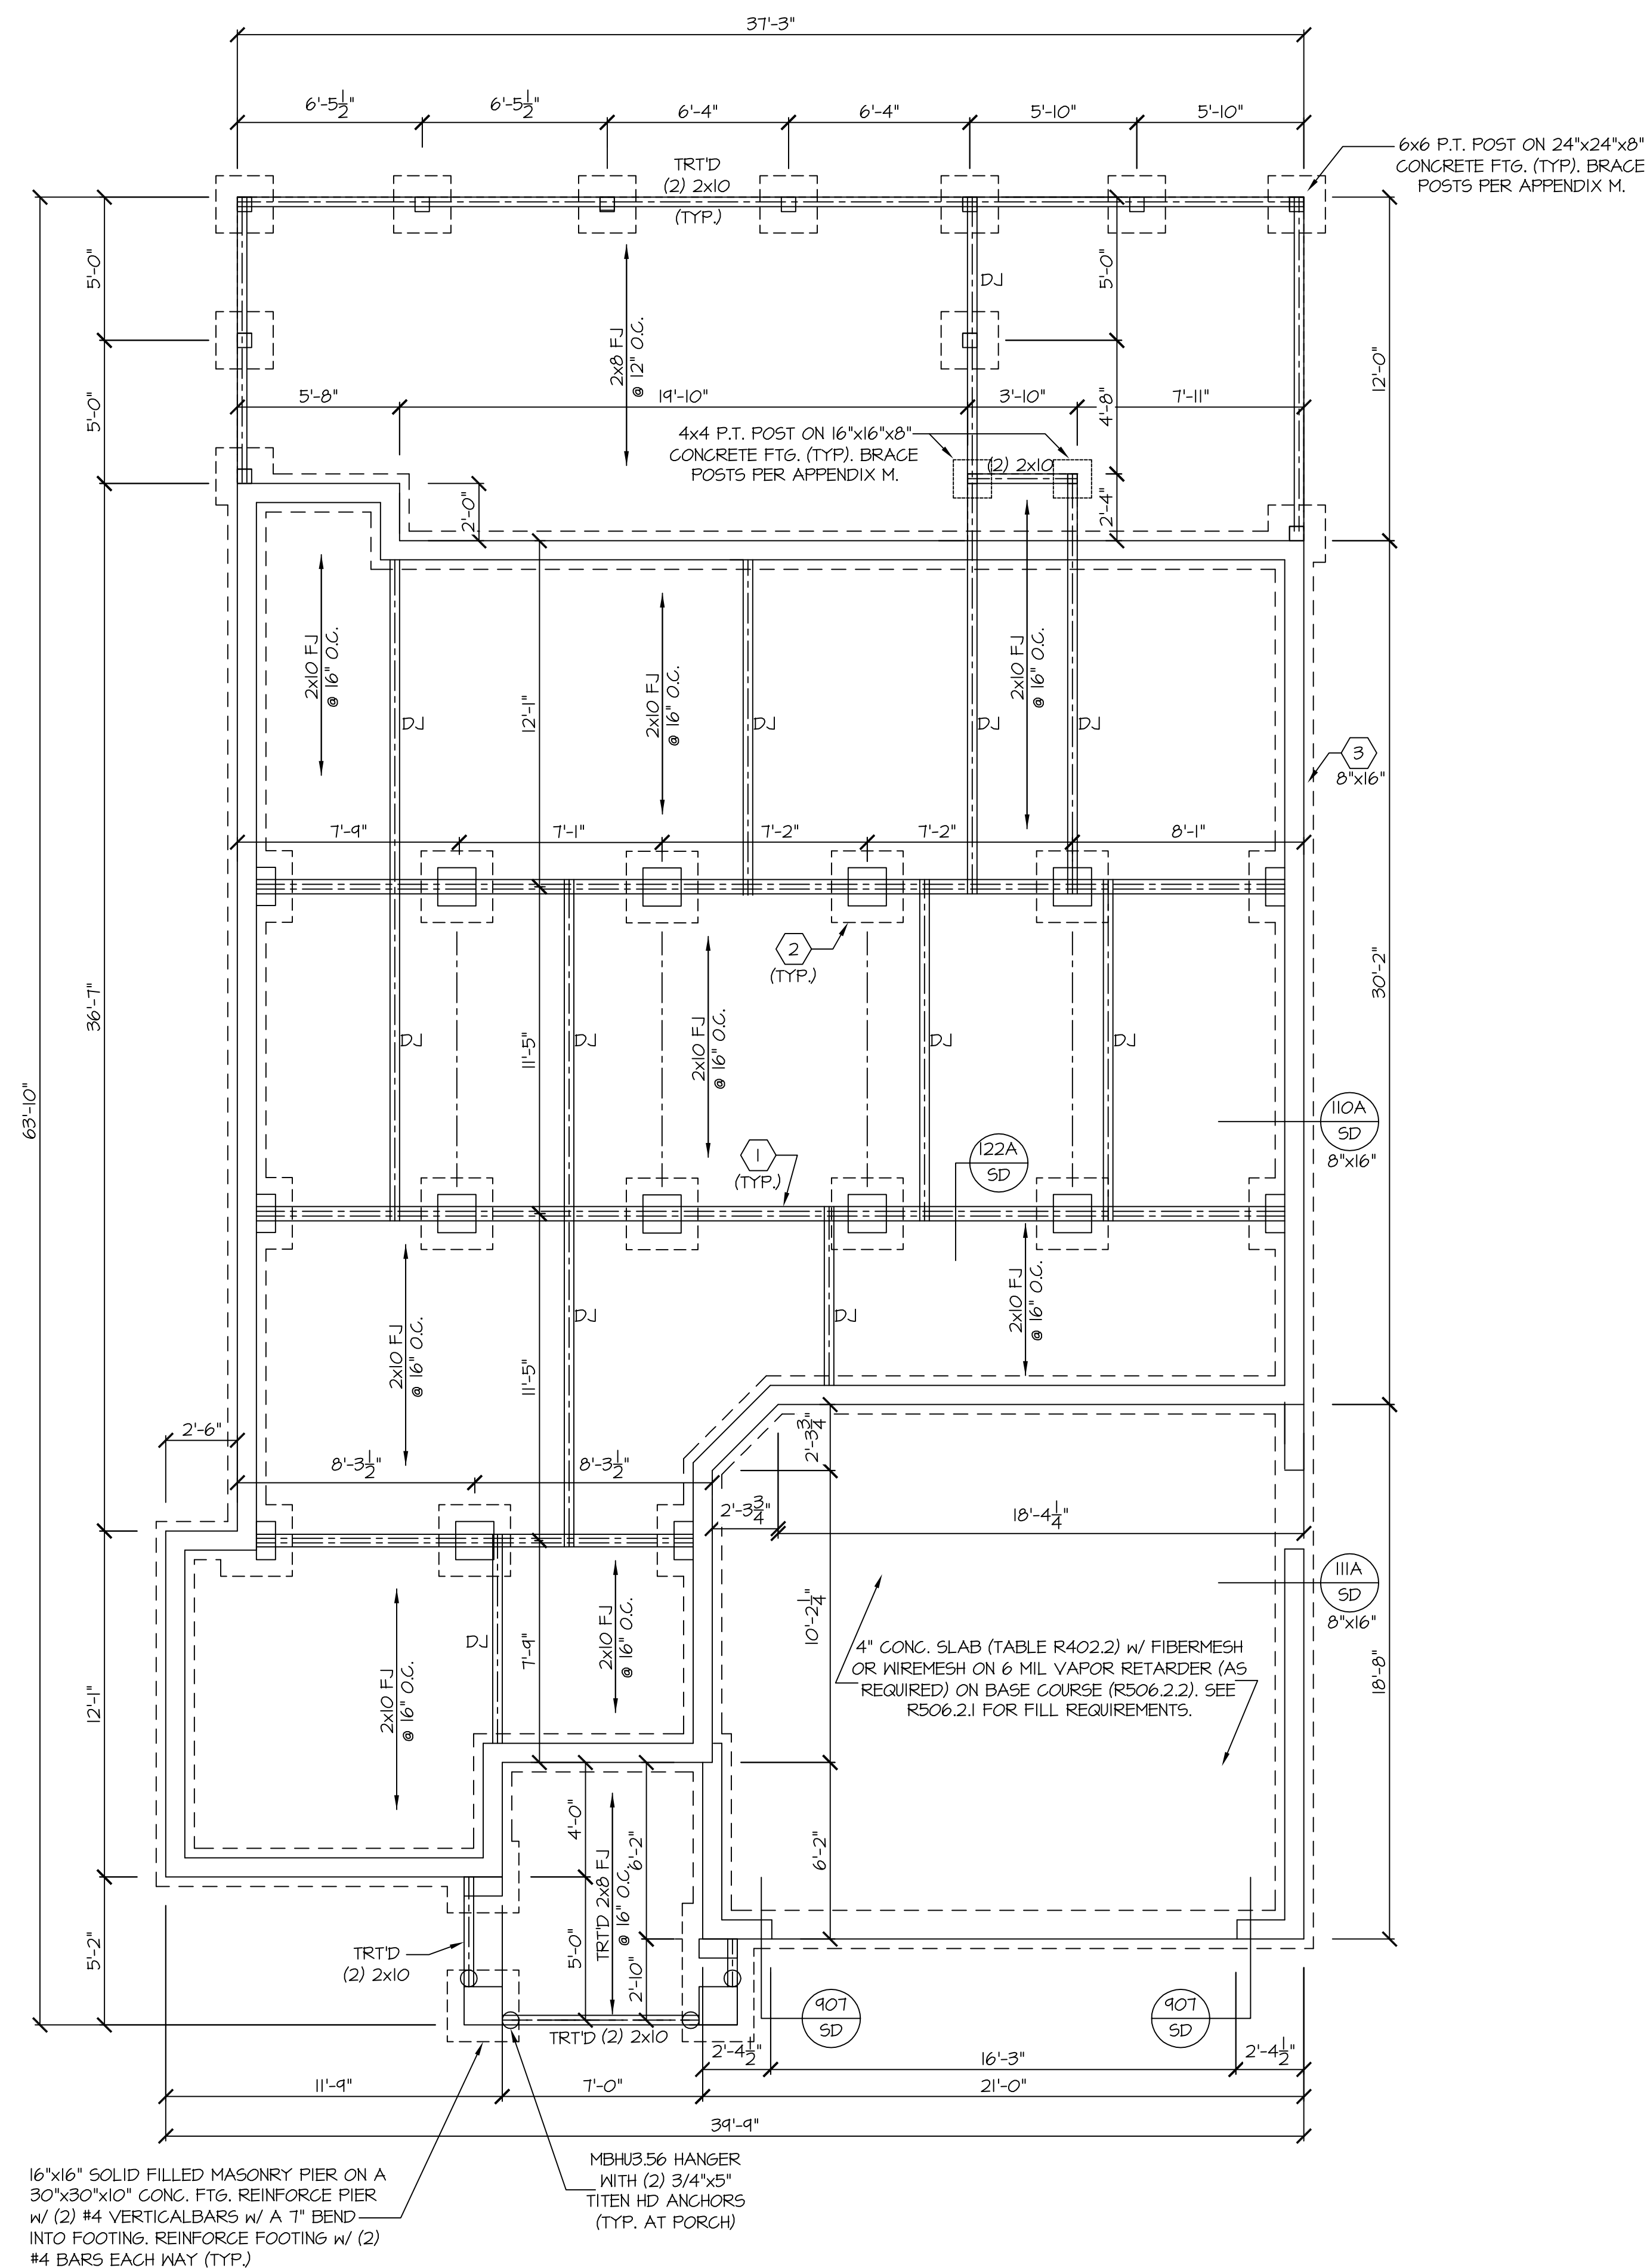 37'-3"
6'-5 1/2"
6'-5 1/2"
6'-4"
6'-4"
5'-10"
5'-10"
6x6 P.T. POST ON 24"x24"x8"
CONCRETE FTG. (TYP). BRACE
POSTS PER APPENDIX M.
TRT'D
(2) 2x10
(TYP.)
5'-0"
DJ
5'-0"
2x8 FJ
@ 12" O.C.
12'-0"
5'-0"
5'-8"
19'-10"
3'-10"
4'-8"
7'-11"
4x4 P.T. POST ON 16"x16"x8"
CONCRETE FTG. (TYP). BRACE
POSTS PER APPENDIX M.
(2) 2x10
2'-0"
2'-4"
2x10 FJ
@ 16" O.C.
12'-1"
2x10 FJ
@ 16" O.C.
2x10 FJ
@ 16" O.C.
DJ
DJ
DJ
DJ
3
8"x16"
7'-9"
7'-1"
7'-2"
7'-2"
8'-1"
2
(TYP.)
36'-7"
30'-2"
63'-10"
DJ
11'-5"
DJ
2x10 FJ
@ 16" O.C.
DJ
DJ
110A
SD
8"x16"
1
(TYP.)
122A
SD
2x10 FJ
@ 16" O.C.
11'-5"
DJ
DJ
2x10 FJ
@ 16" O.C.
2'-6"
8'-3 1/2"
8'-3 1/2"
2'-3 3/4"
2'-3 3/4"
18'-4 1/4"
111A
SD
8"x16"
10'-2 1/4"
4" CONC. SLAB (TABLE R402.2) w/ FIBERMESH
OR WIREMESH ON 6 MIL VAPOR RETARDER (AS
REQUIRED) ON BASE COURSE (R506.2.2). SEE
R506.2.1 FOR FILL REQUIREMENTS.
DJ
7'-9"
2x10 FJ
@ 16" O.C.
2x10 FJ
@ 16" O.C.
12'-1"
18'-8"
4'-0"
6'-2"
6'-2"
TRT'D 2x8 FJ
@ 16" O.C.
5'-2"
TRT'D
(2) 2x10
5'-0"
2'-10"
TRT'D (2) 2x10
907
SD
907
SD
2'-4 1/2"
16'-3"
2'-4 1/2"
11'-9"
7'-0"
21'-0"
39'-9"
16"x16" SOLID FILLED MASONRY PIER ON A
30"x30"x10" CONC. FTG. REINFORCE PIER
w/ (2) #4 VERTICALBARS w/ A 7" BEND
INTO FOOTING. REINFORCE FOOTING w/ (2)
#4 BARS EACH WAY (TYP.)
MBHU3.56 HANGER
WITH (2) 3/4"x5"
TITEN HD ANCHORS
(TYP. AT PORCH)